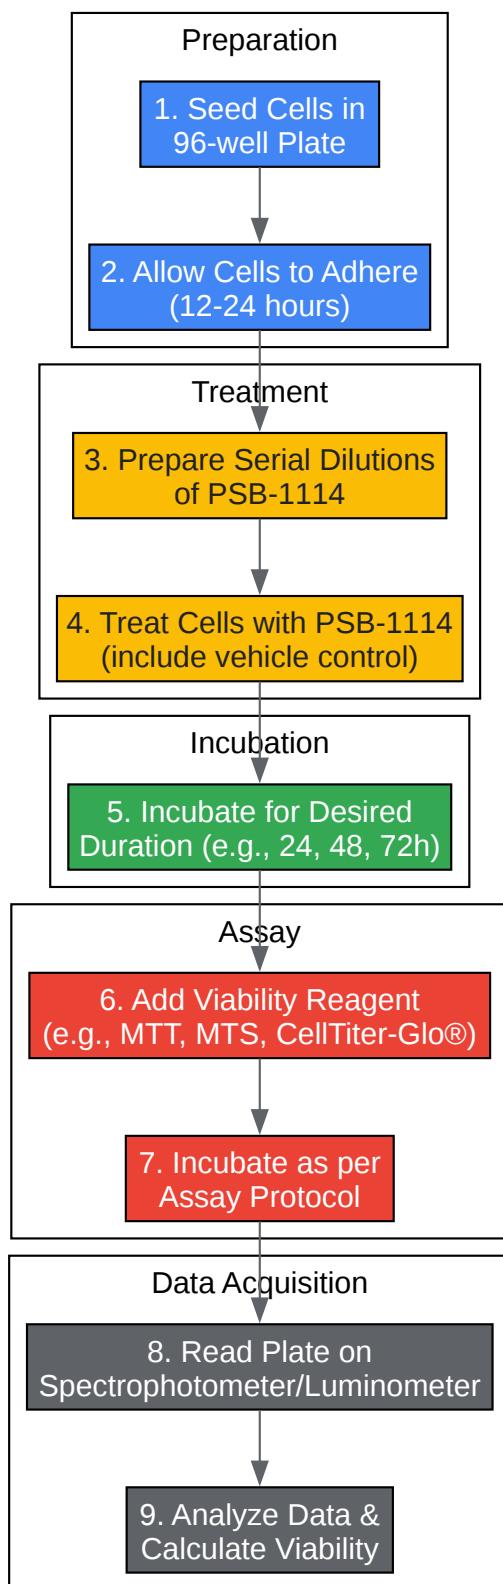 Preparation
1. Seed Cells in
96-well Plate
2. Allow Cells to Adhere
(12-24 hours)
Treatment
3. Prepare Serial Dilutions
of PSB-1114
4. Treat Cells with PSB-1114
(include vehicle control)
Incubation
5. Incubate for Desired
Duration (e.g., 24, 48, 72h)
Assay
6. Add Viability Reagent
(e.g., MTT, MTS, CellTiter-Glo®)
7. Incubate as per
Assay Protocol
Data Acquisition
8. Read Plate on
Spectrophotometer/Luminometer
9. Analyze Data &
Calculate Viability